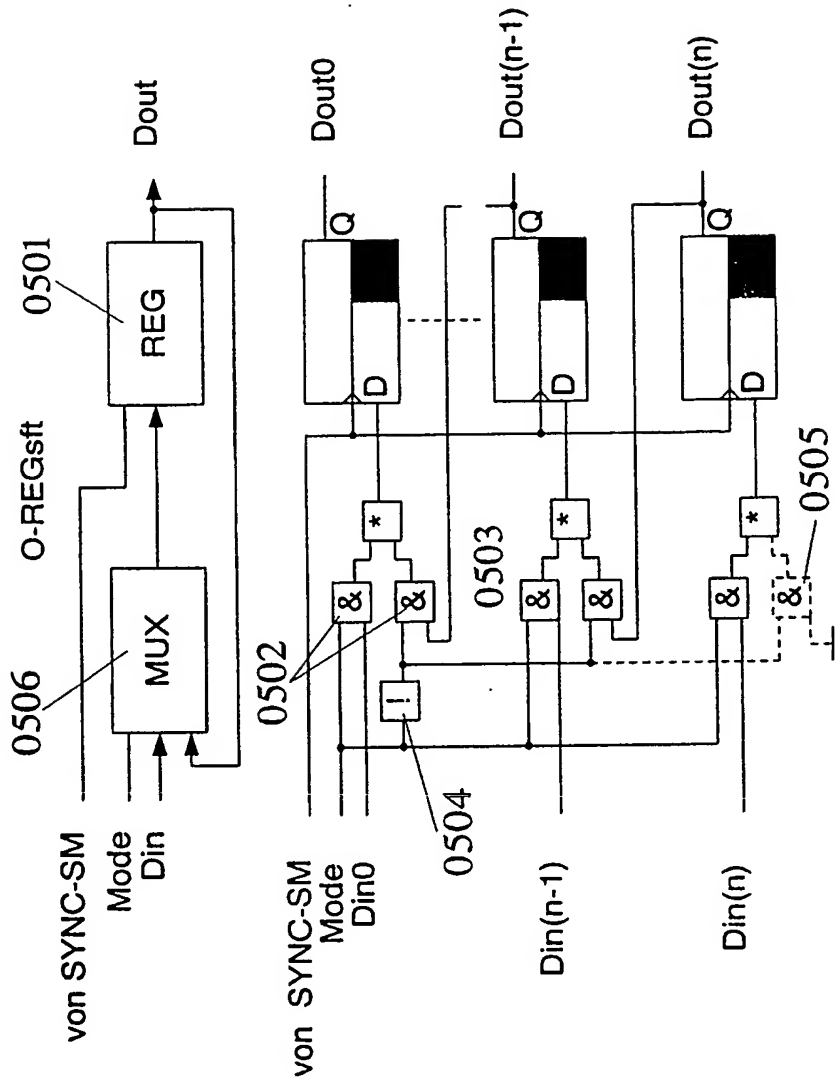 O-REGsft
0506
0501
von SYNC-SM
Mode
Din
MUX
REG
Dout
0502
von SYNC-SM
Mode
Din0
&
&
!
*
D
Q
Dout0
0504
0503
Din(n-1)
&
&
*
D
Q
Dout(n-1)
Din(n)
&
&
*
D
Q
Dout(n)
0505